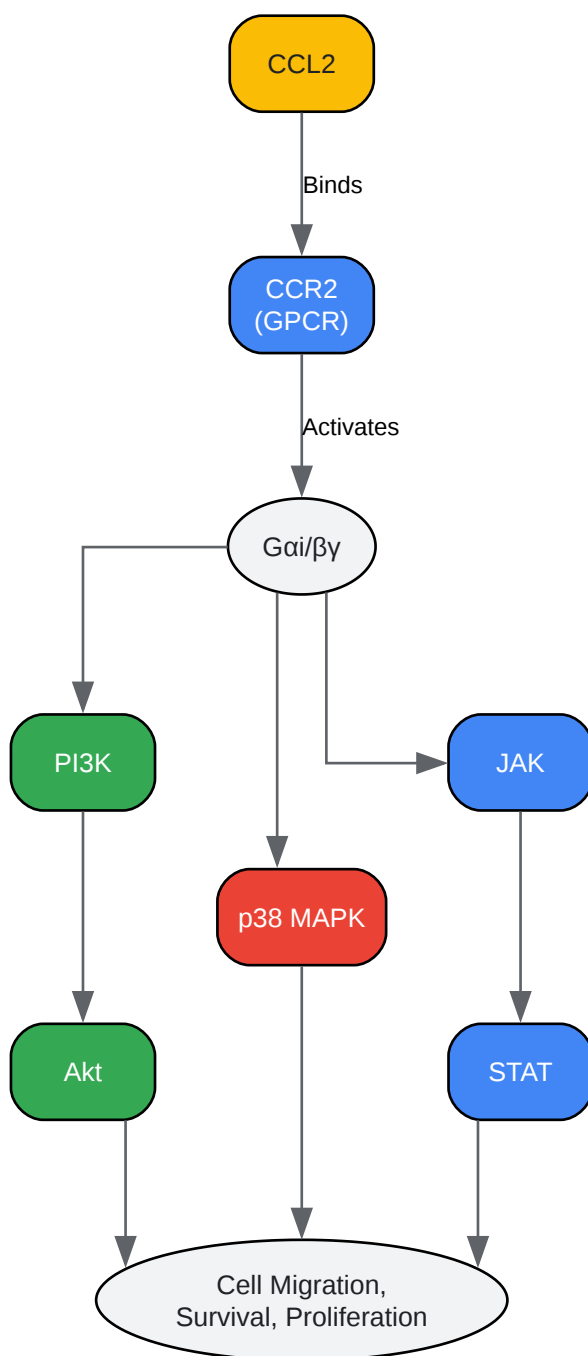 CCL2
Binds
CCR2
(GPCR)
Activates
Gαi/βγ
PI3K
JAK
p38 MAPK
Akt
STAT
Cell Migration,
Survival, Proliferation